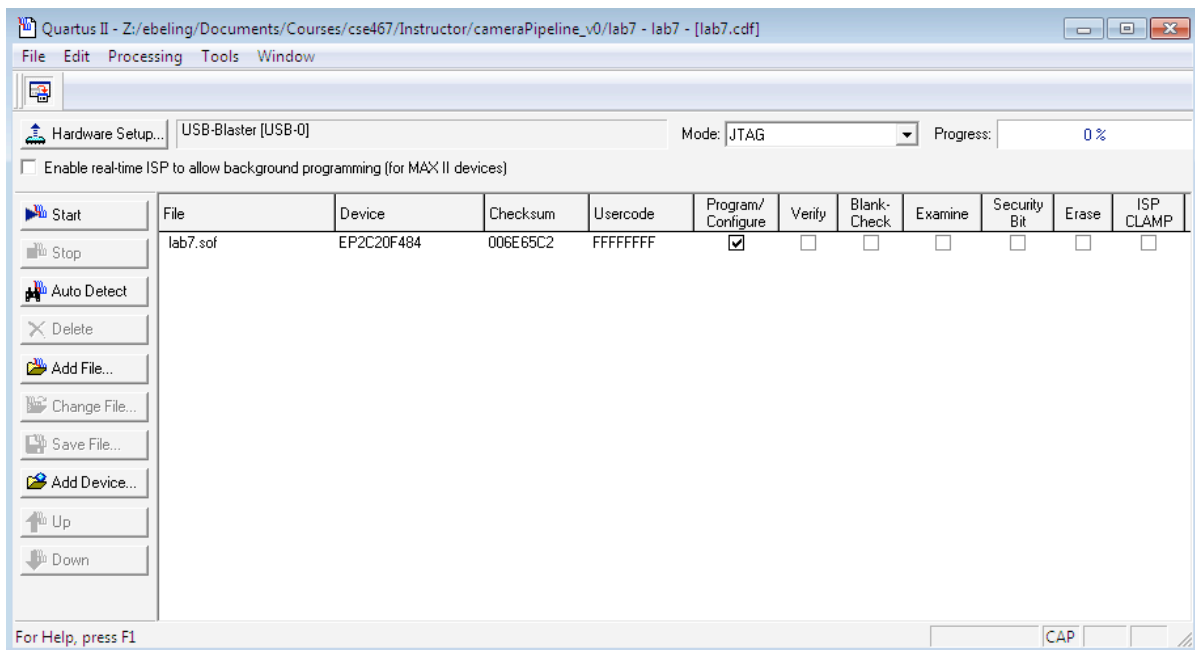 Quartus II - Z:/ebeling/Documents/Courses/cse467/Instructor/cameraPipeline_v0/lab7 - lab7 - [lab7.cdf]
File Edit Processing Tools Window
Hardware Setup... USB-Blaster [USB-0] Mode: JTAG Progress: 0 %
Enable real-time ISP to allow background programming (for MAX II devices)
Start
Stop
Auto Detect
Delete
Add File...
Change File...
Save File...
Add Device...
Up
Down
File Device Checksum Usercode Program/ Configure Verify Blank- Check Examine Security Bit Erase ISP CLAMP
lab7.sof EP2C20F484 006E65C2 FFFFFFFF
For Help, press F1 CAP